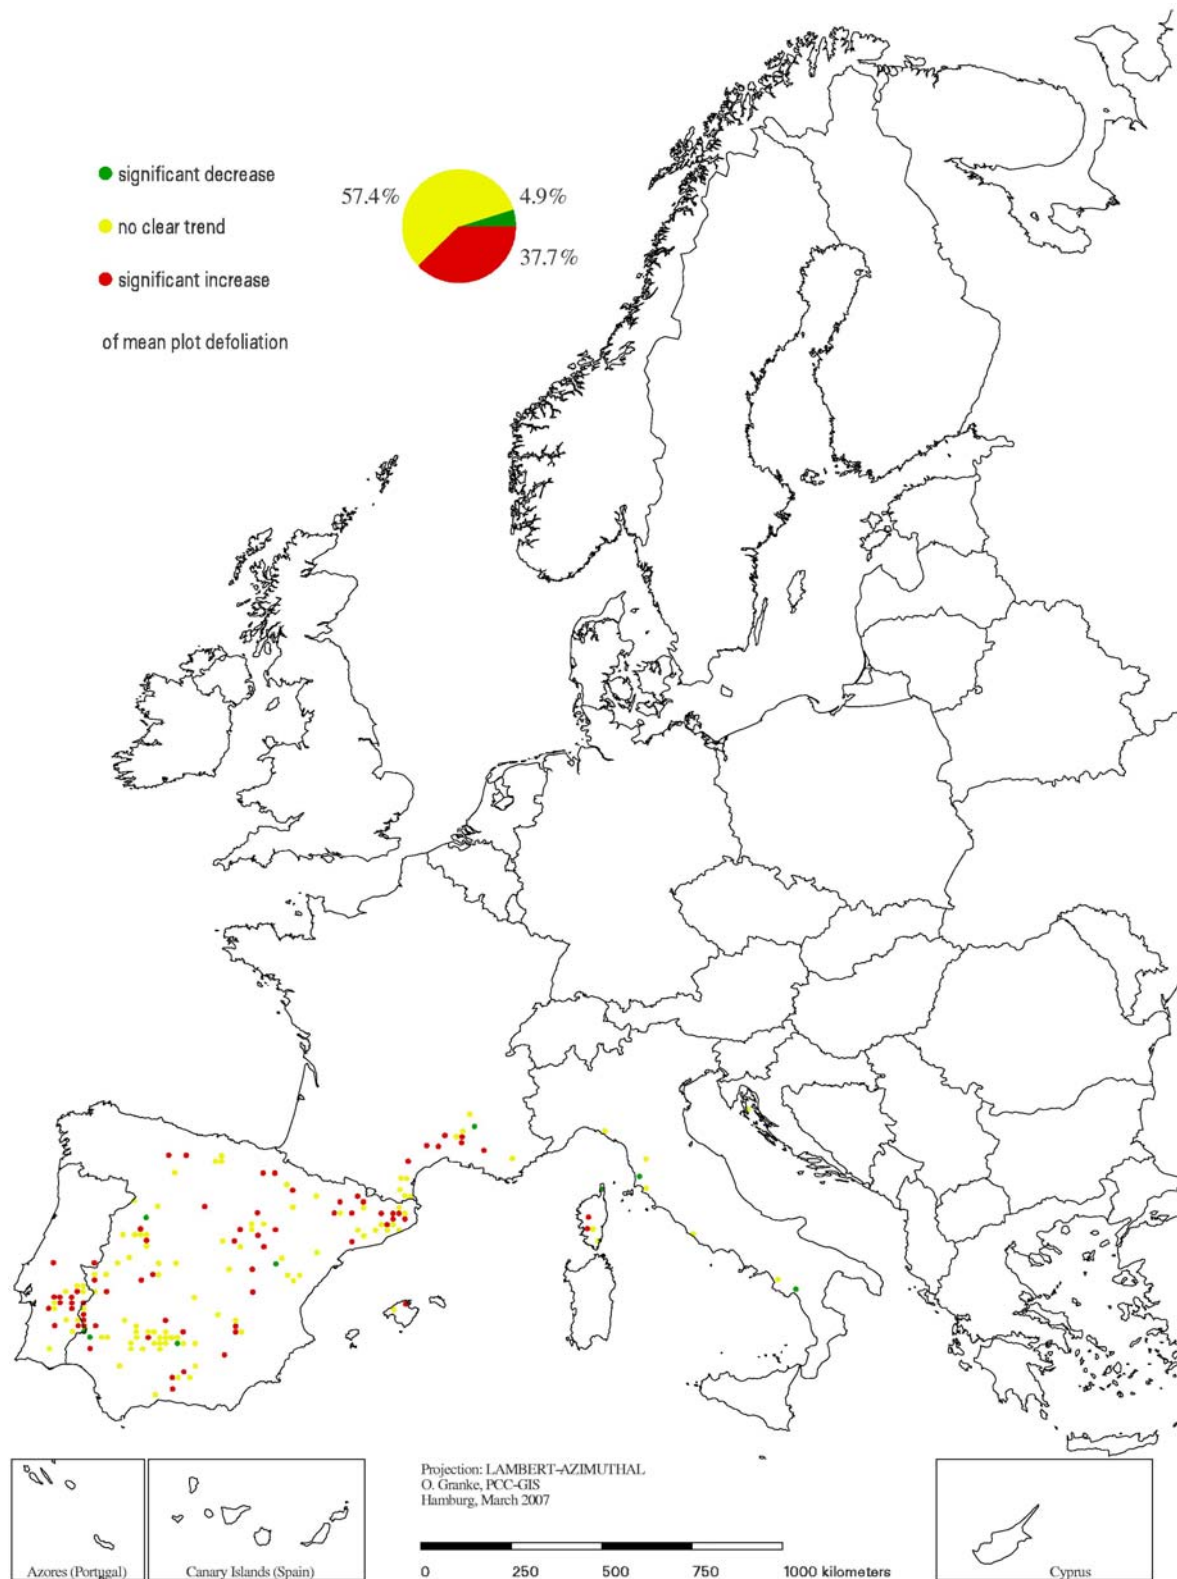 significant decrease
57.4%
4.9%
no clear trend
37.7%
significant increase
of mean plot defoliation
Projection: LAMBERT-AZIMUTHAL
O. Granke, PCC-GIS
Hamburg, March 2007
Azores (Portugal)
Canary Islands (Spain)
0 250 500 750 1000 kilometers
Cyprus